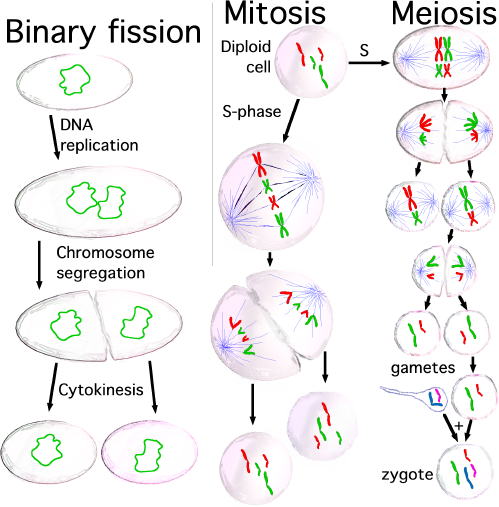 Binary fission
DNA
replication
Chromosome
segregation
Cytokinesis
Mitosis
Diploid
cell
S
S-phase
Meiosis
gametes
+
zygote